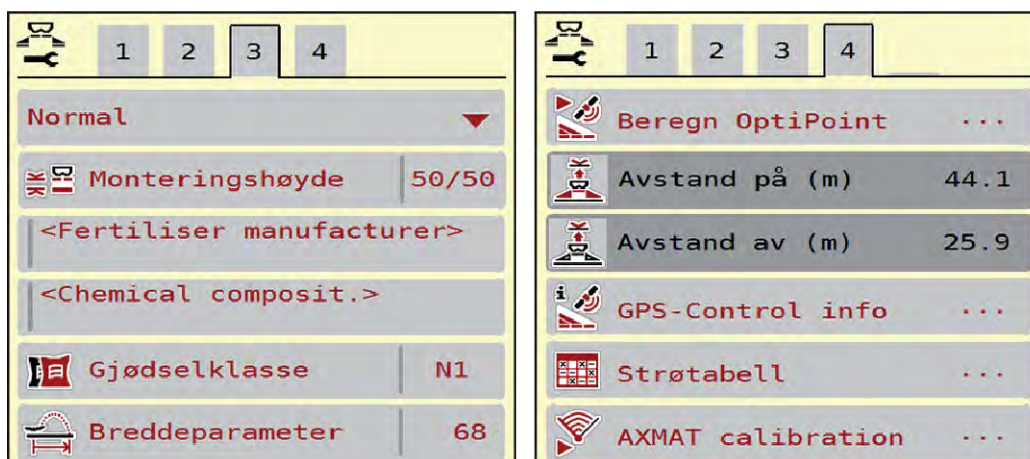 1 2 3 4
Normal
Monteringshøyde 50/50
<Fertiliser manufacturer>
<Chemical composit.>
Gjødselklasse N1
Breddeparameter 68
1 2 3 4
Beregn OptiPoint ...
Avstand på (m) 44.1
Avstand av (m) 25.9
GPS-Control info ...
Strøtabell ...
AXMAT calibration ...